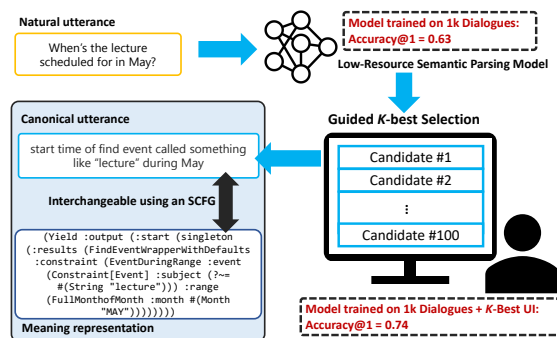 Natural utterance
When's the lecture
scheduled for in May?
Model trained on 1k Dialogues:
Accuracy@1 = 0.63
Low-Resource Semantic Parsing Model
Guided K-best Selection
Candidate #1
Candidate #2
⋮
Candidate #100
Canonical utterance
start time of find event called something
like "lecture" during May
Interchangeable using an SCFG
(Yield :output (:start (singleton
(:results (FindEventWrapperWithDefaults
:constraint (EventDuringRange :event
(Constraint[Event] :subject (?~=
#(String "lecture"))) :range
(FullMonthofMonth :month #(Month
"MAY"))))))))
Meaning representation
Model trained on 1k Dialogues + K-Best UI:
Accuracy@1 = 0.74